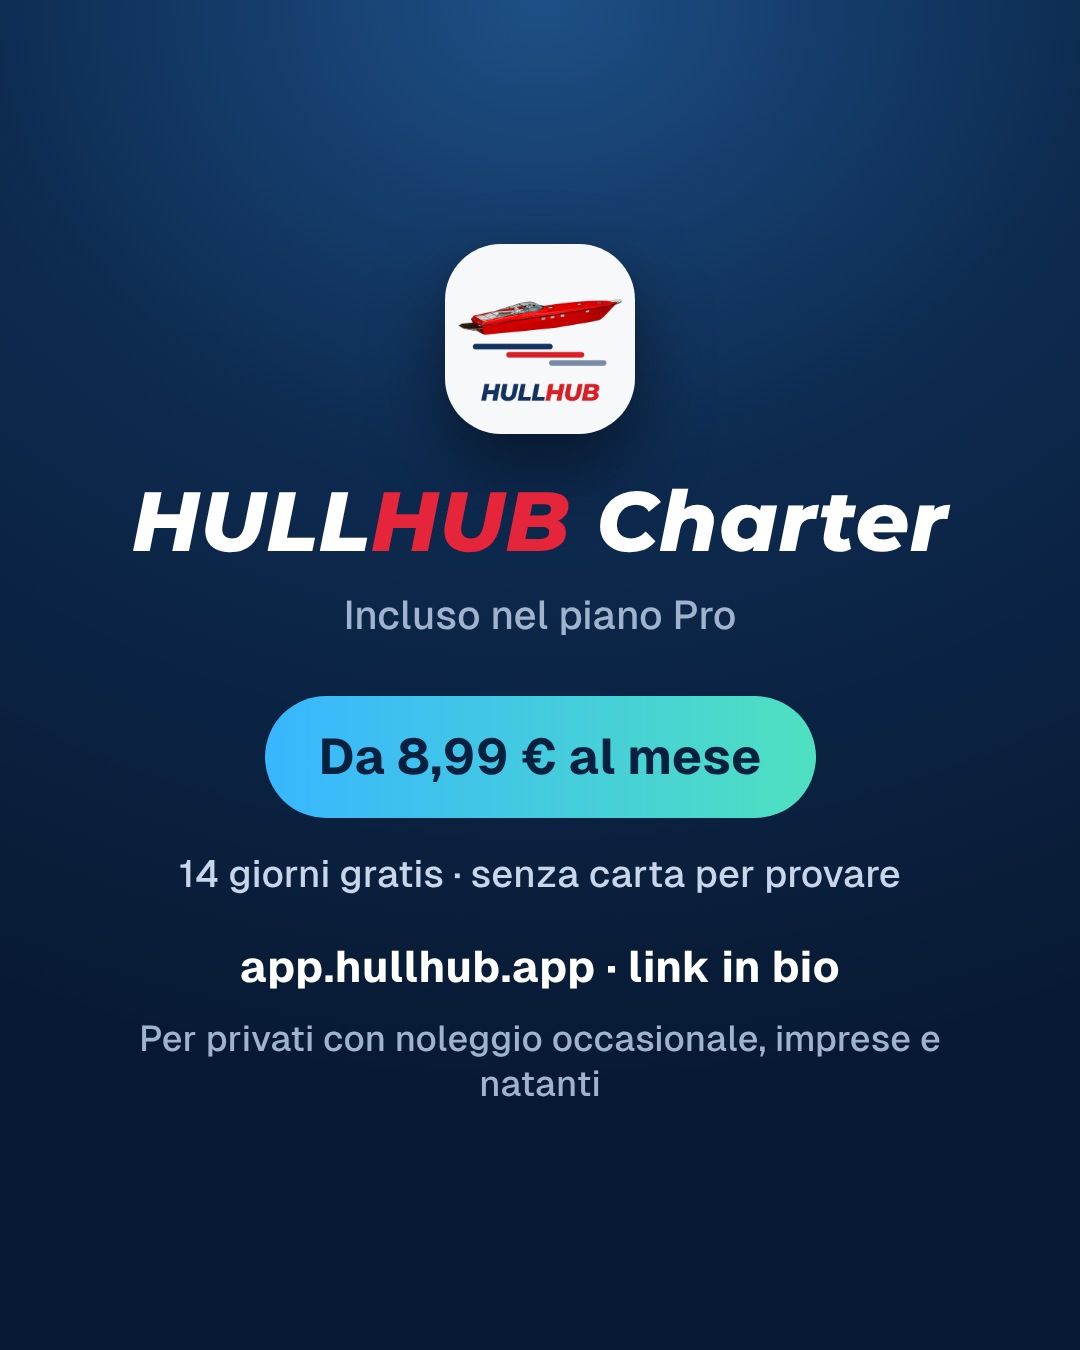 HULLHUB
HULLHUB Charter
Incluso nel piano Pro
Da 8,99 € al mese
14 giorni gratis · senza carta per provare
app.hullhub.app · link in bio
Per privati con noleggio occasionale, imprese e
natanti